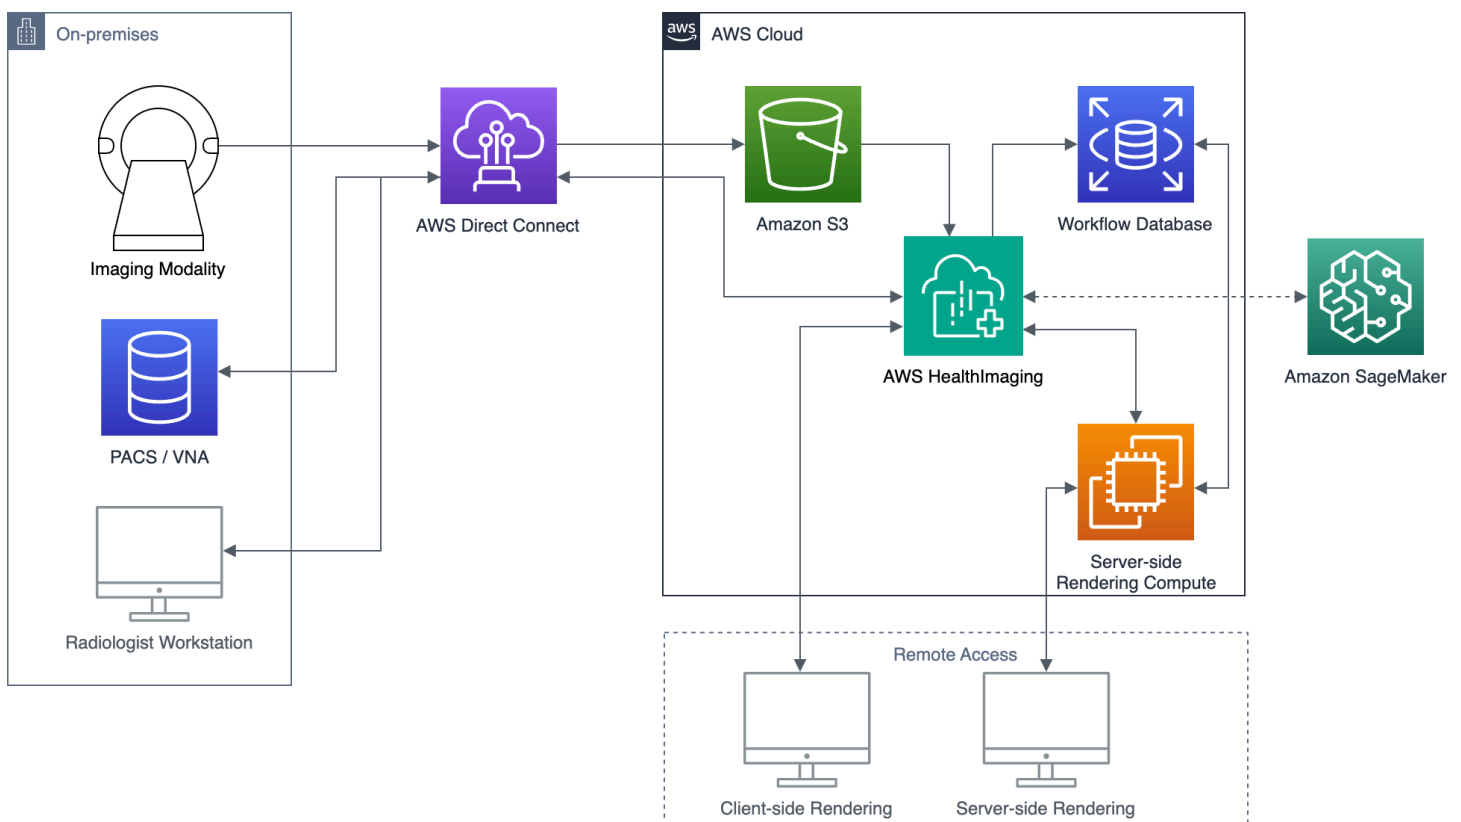 On-premises
aws
AWS Cloud
AWS Direct Connect
Amazon S3
Workflow Database
Imaging Modality
AWS HealthImaging
Amazon SageMaker
PACS / VNA
Server-side
Rendering Compute
Radiologist Workstation
Remote Access
Client-side Rendering
Server-side Rendering